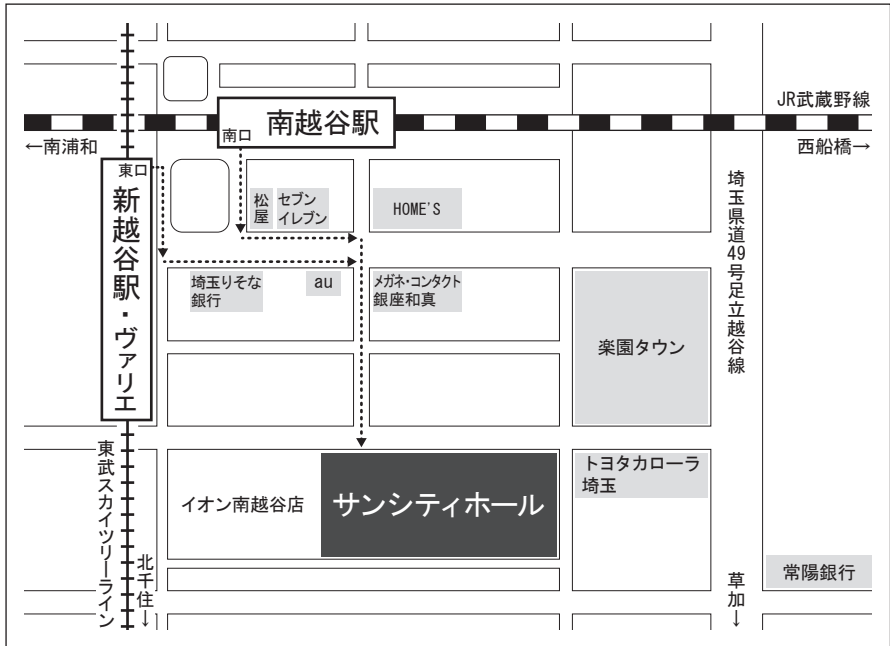 JR武蔵野線
南越谷駅
南口
←南浦和
西船橋→
東口
新越谷駅・ヴァリエ
松屋
セブン
イレブン
HOME'S
埼玉県道49号足立越谷線
埼玉りそな
銀行
au
メガネ・コンタクト
銀座和真
楽園タウン
東武スカイツリーライン
イオン南越谷店
サンシティホール
トヨタカローラ
埼玉
北千住↓
草加↓
常陽銀行